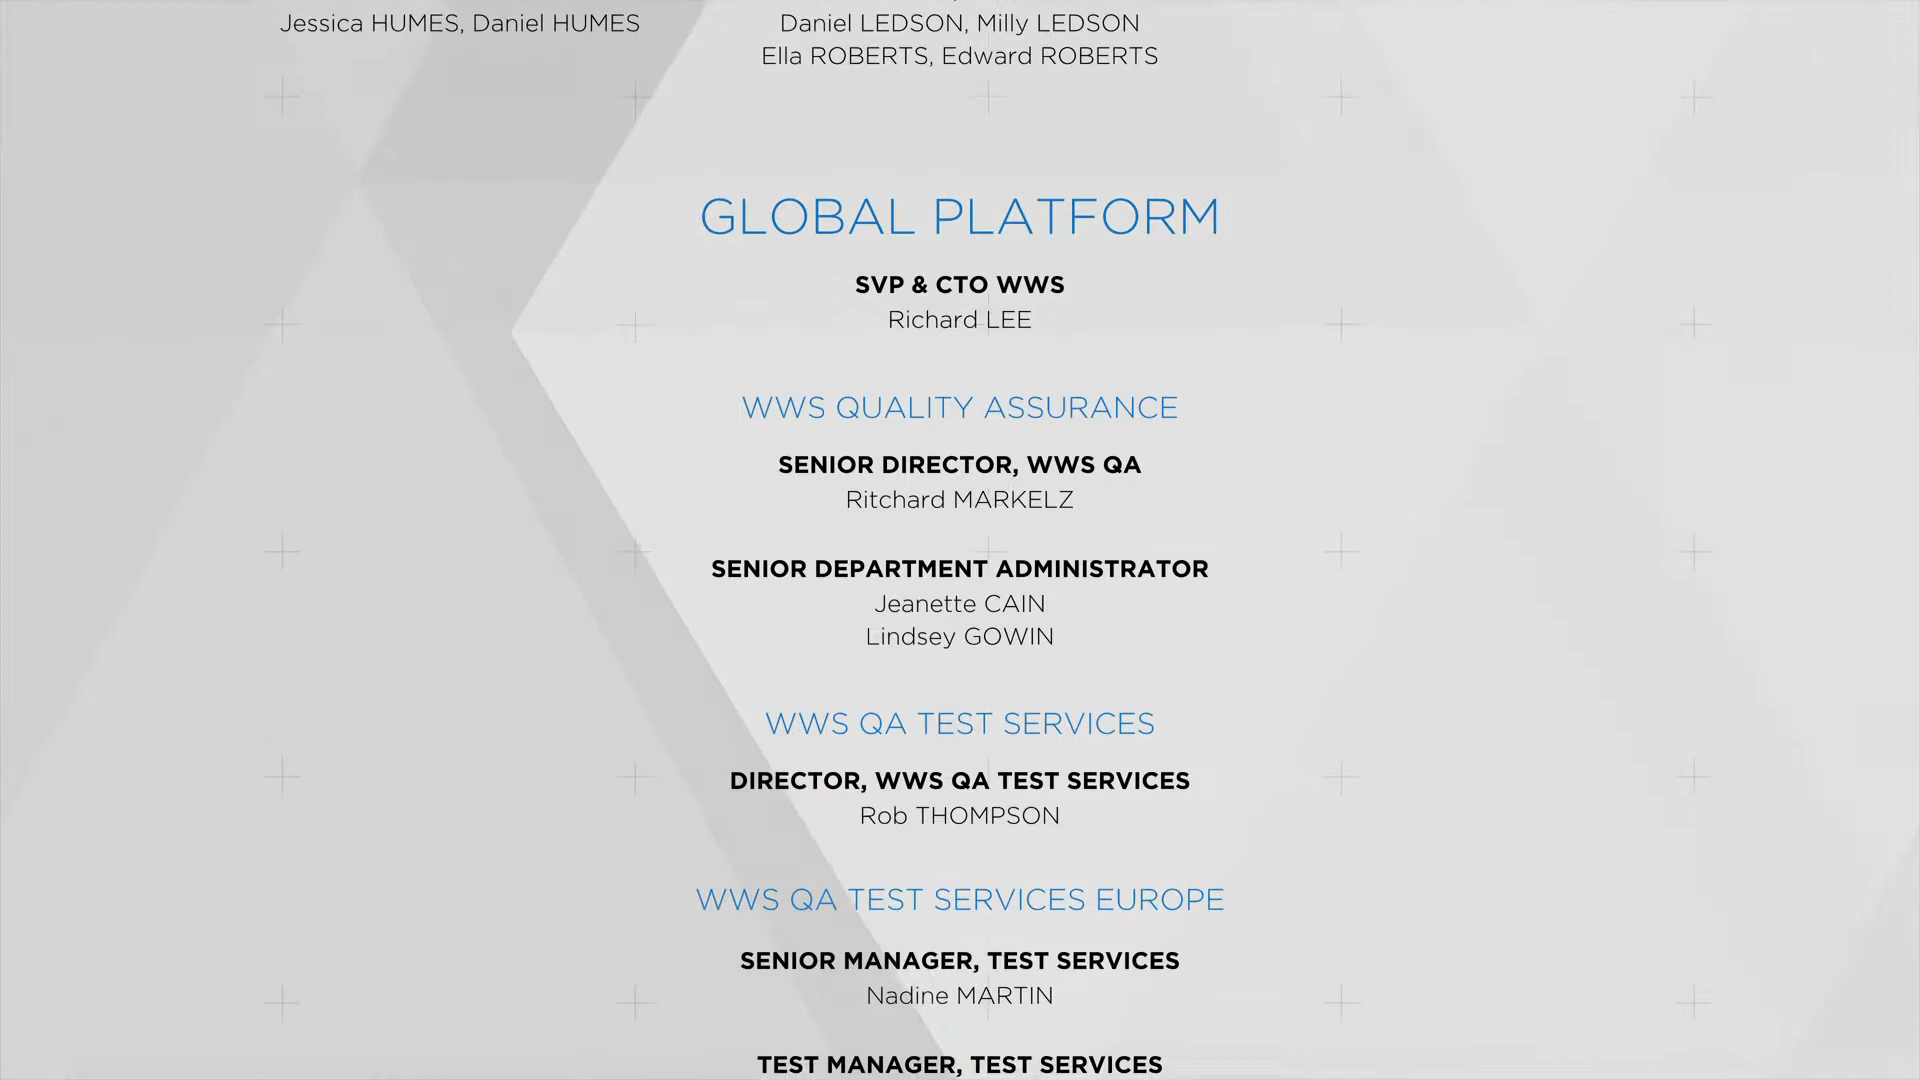 Jessica HUMES, Daniel HUMES
Daniel LEDSON, Milly LEDSON
Ella ROBERTS, Edward ROBERTS
GLOBAL PLATFORM
SVP & CTO WWS
Richard LEE
WWS QUALITY ASSURANCE
SENIOR DIRECTOR, WWS QA
Ritchard MARKELZ
SENIOR DEPARTMENT ADMINISTRATOR
Jeanette CAIN
Lindsey GOWIN
WWS QA TEST SERVICES
DIRECTOR, WWS QA TEST SERVICES
Rob THOMPSON
WWS QA TEST SERVICES EUROPE
SENIOR MANAGER, TEST SERVICES
Nadine MARTIN
TEST MANAGER, TEST SERVICES